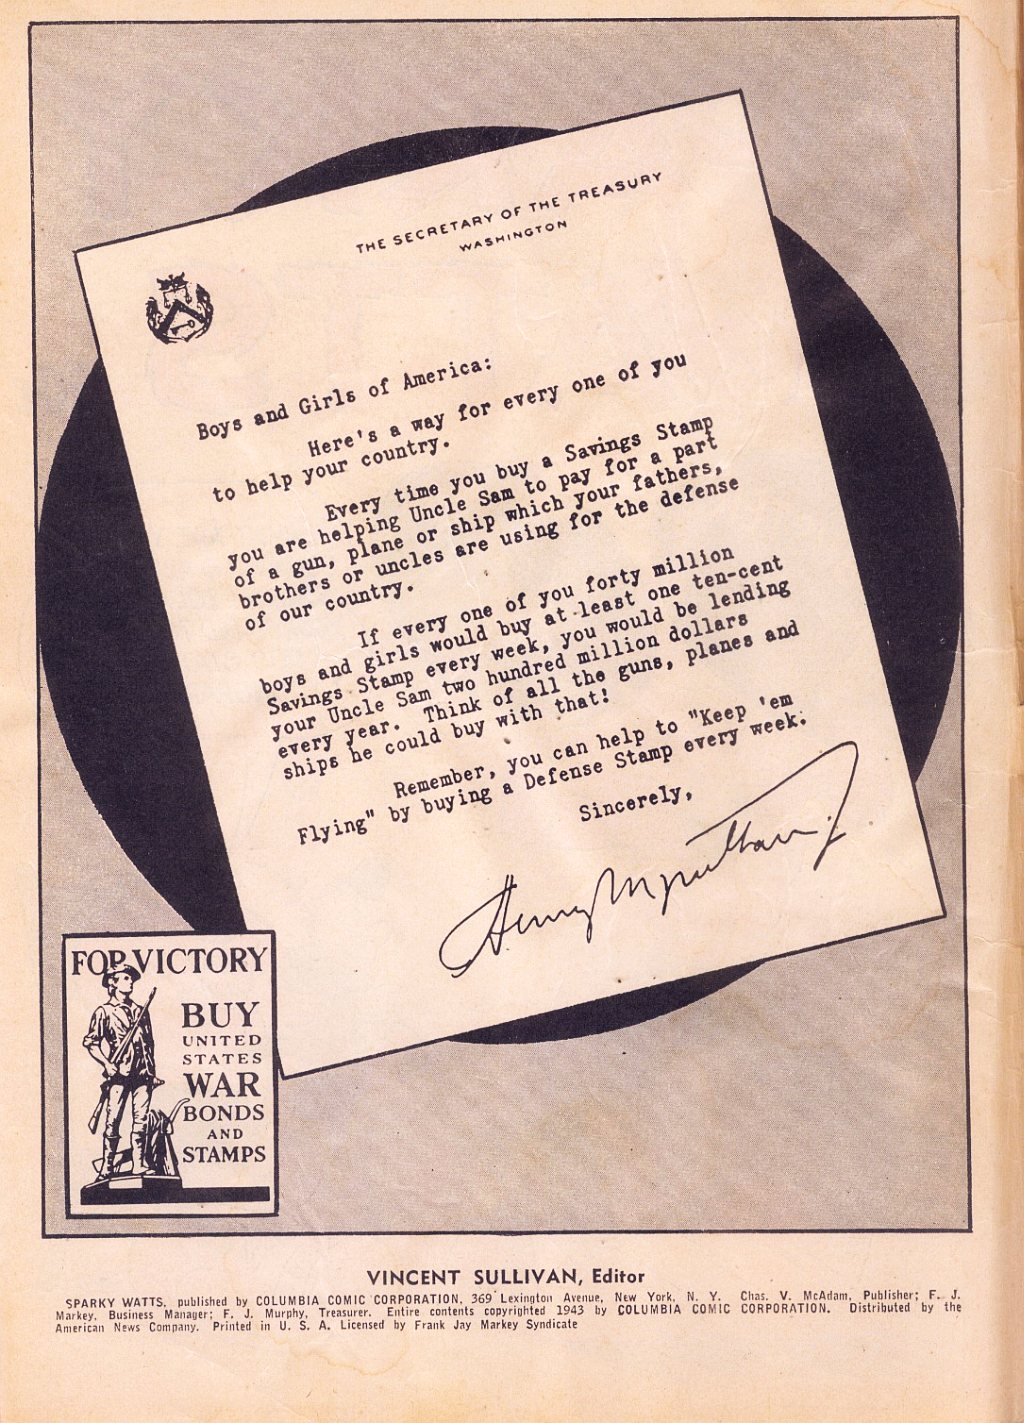 THE SECRETARY OF THE TREASURY
WASHINGTON
Boys and Girls of America:
Here's a way for every one of you
to help your country.
Every time you buy a Savings Stamp
you are helping Uncle Sam to pay for a part
of a gun, plane or ship which your fathers,
brothers or uncles are using for the defense
of our country.
If every one of you forty million
boys and girls would buy at least one ten-cent
Savings Stamp every week, you would be lending
your Uncle Sam two hundred million dollars
every year. Think of all the guns, planes and
ships he could buy with that!
Remember, you can help to "Keep 'em
Flying" by buying a Defense Stamp every week.
Sincerely,
Henry Morgenthau Jr.
FOR VICTORY
BUY
UNITED
STATES
WAR
BONDS
AND
STAMPS
VINCENT SULLIVAN, Editor
SPARKY WATTS, published by COLUMBIA COMIC CORPORATION, 369 Lexington Avenue, New York, N. Y. Chas. V. McAdam, Publisher; F. J.
Markey, Business Manager; F. J. Murphy, Treasurer. Entire contents copyrighted 1943 by COLUMBIA COMIC CORPORATION. Distributed by the
American News Company. Printed in U. S. A. Licensed by Frank Jay Markey Syndicate